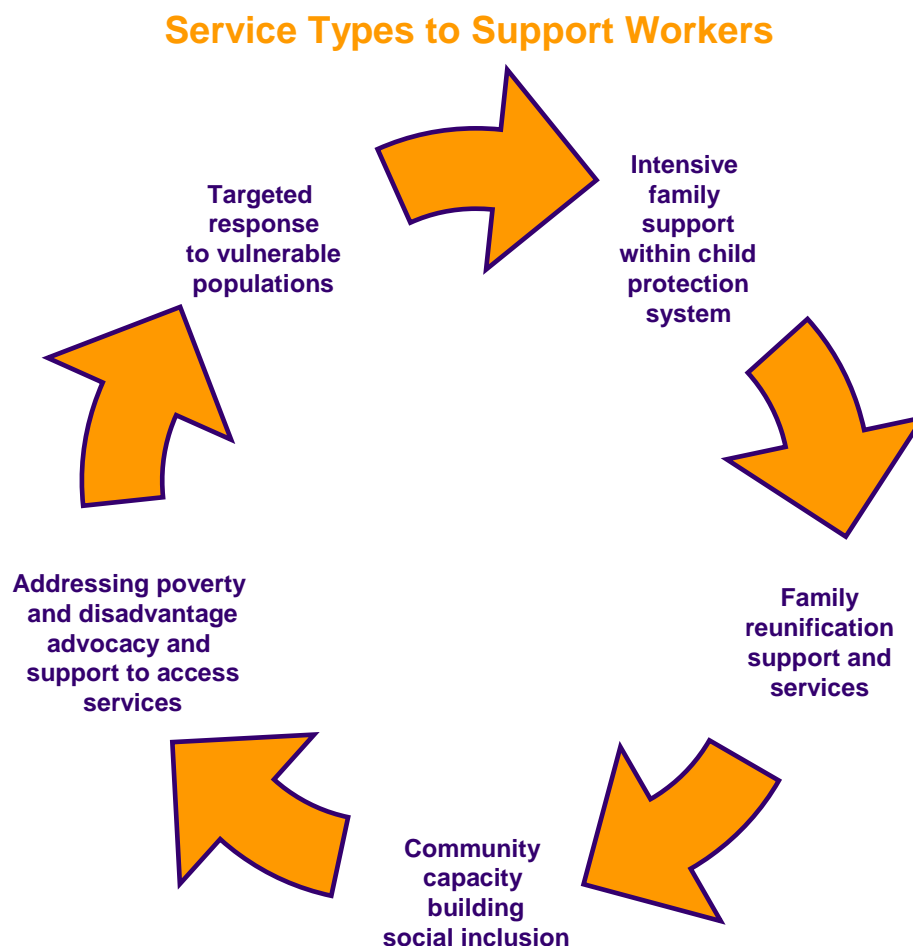 Service Types to Support Workers
Targeted
response
to vulnerable
populations
Intensive
family
support
within child
protection
system
Family
reunification
support and
services
Community
capacity
building
social inclusion
Addressing poverty
and disadvantage
advocacy and
support to access
services